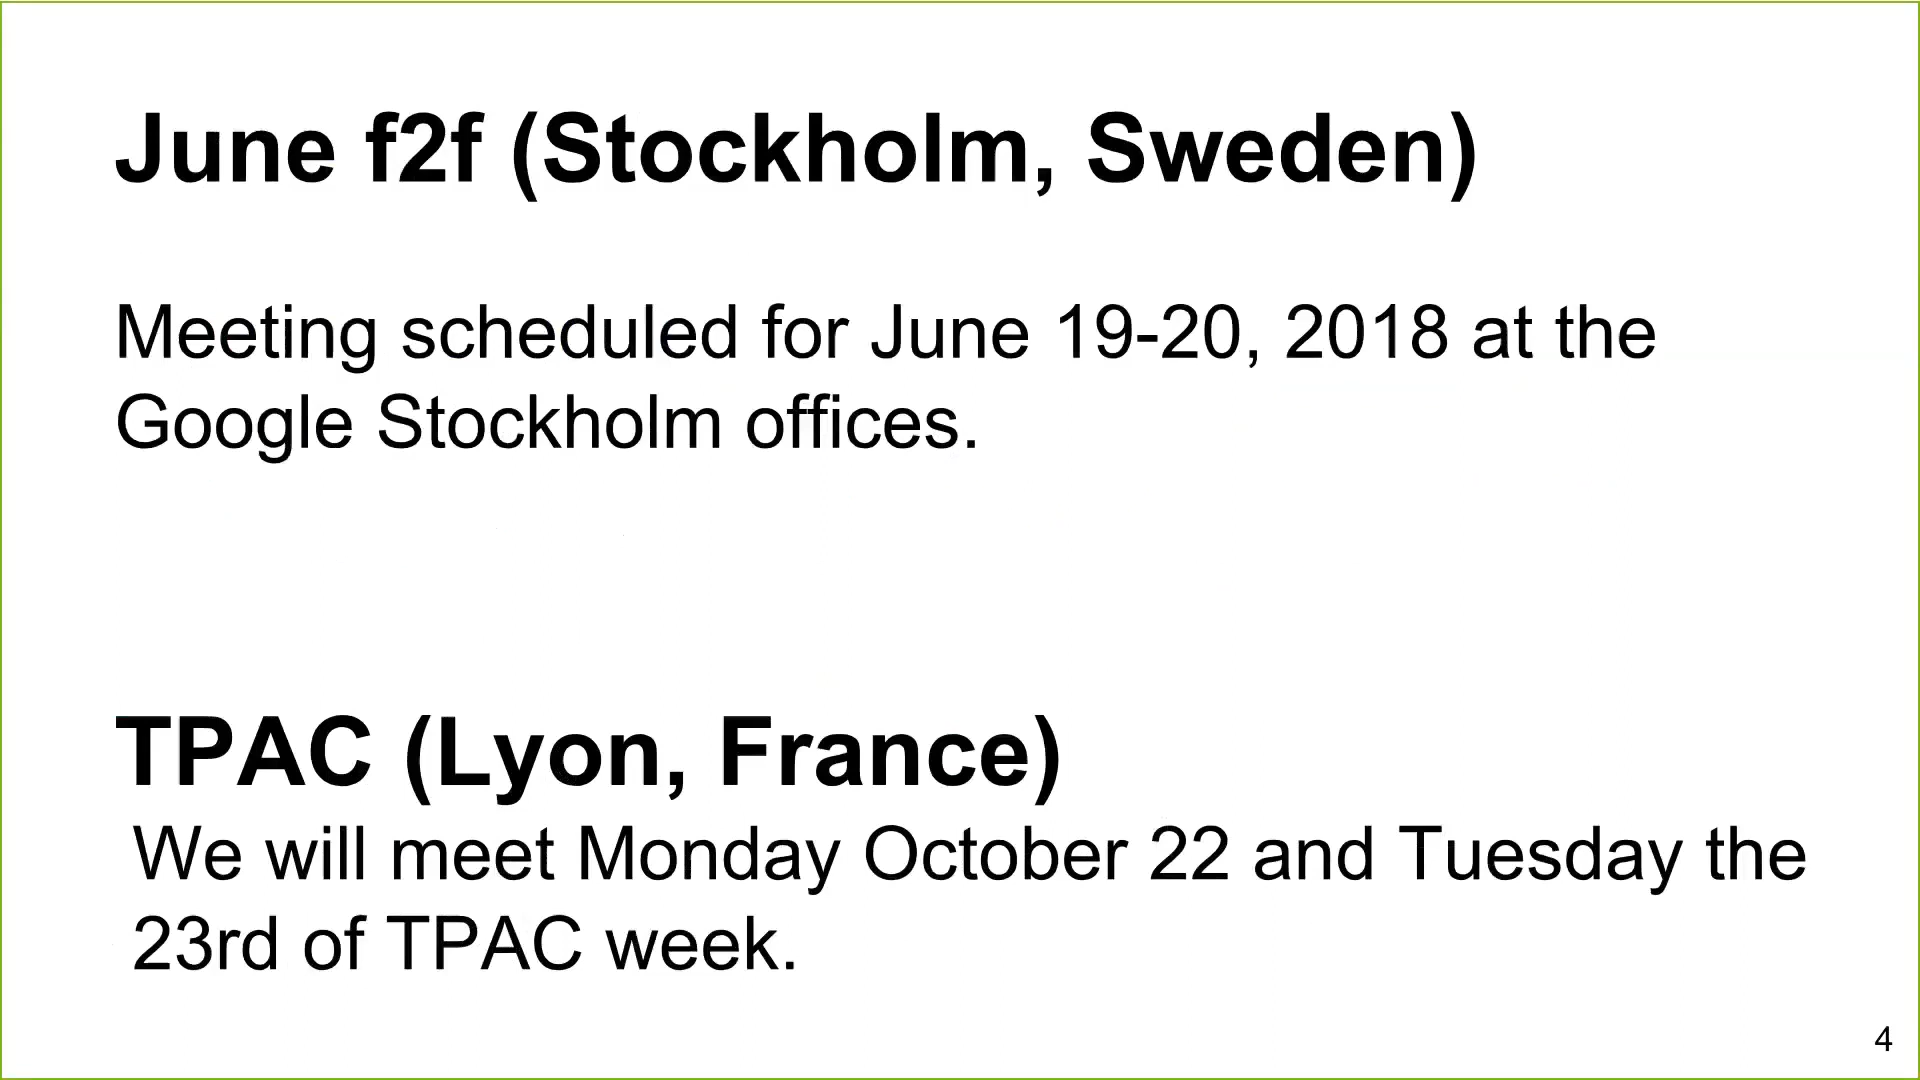 June f2f (Stockholm, Sweden)
Meeting scheduled for June 19-20, 2018 at the
Google Stockholm offices.
TPAC (Lyon, France)
We will meet Monday October 22 and Tuesday the
23rd of TPAC week.
4